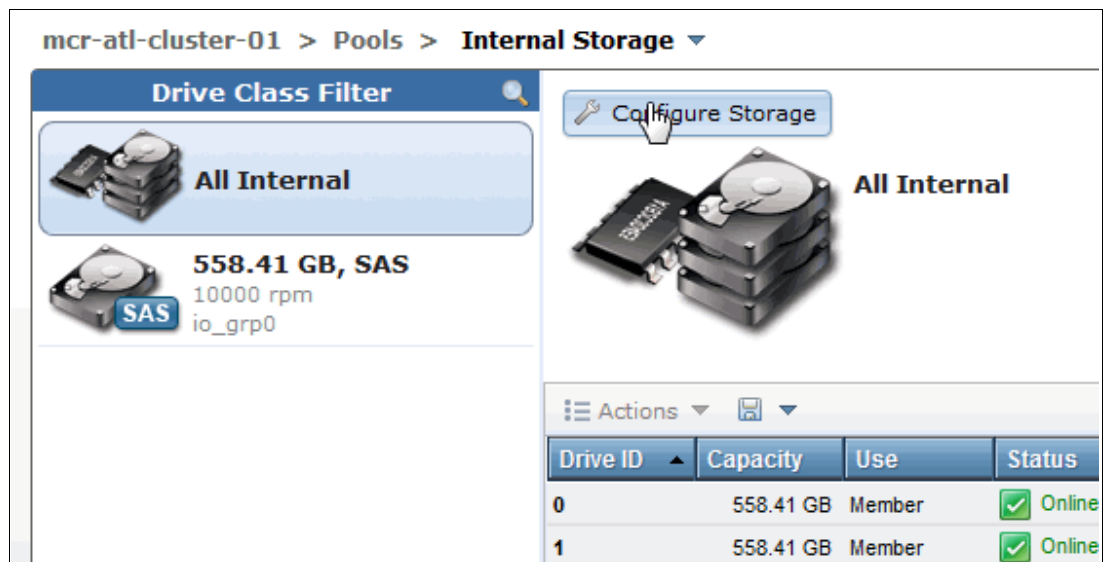 mcr-atl-cluster-01 > Pools > Internal Storage
Drive Class Filter
All Internal
558.41 GB, SAS
10000 rpm
io_grp0
SAS
Configure Storage
All Internal
Actions
Drive ID Capacity Use Status
0 558.41 GB Member Online
1 558.41 GB Member Online